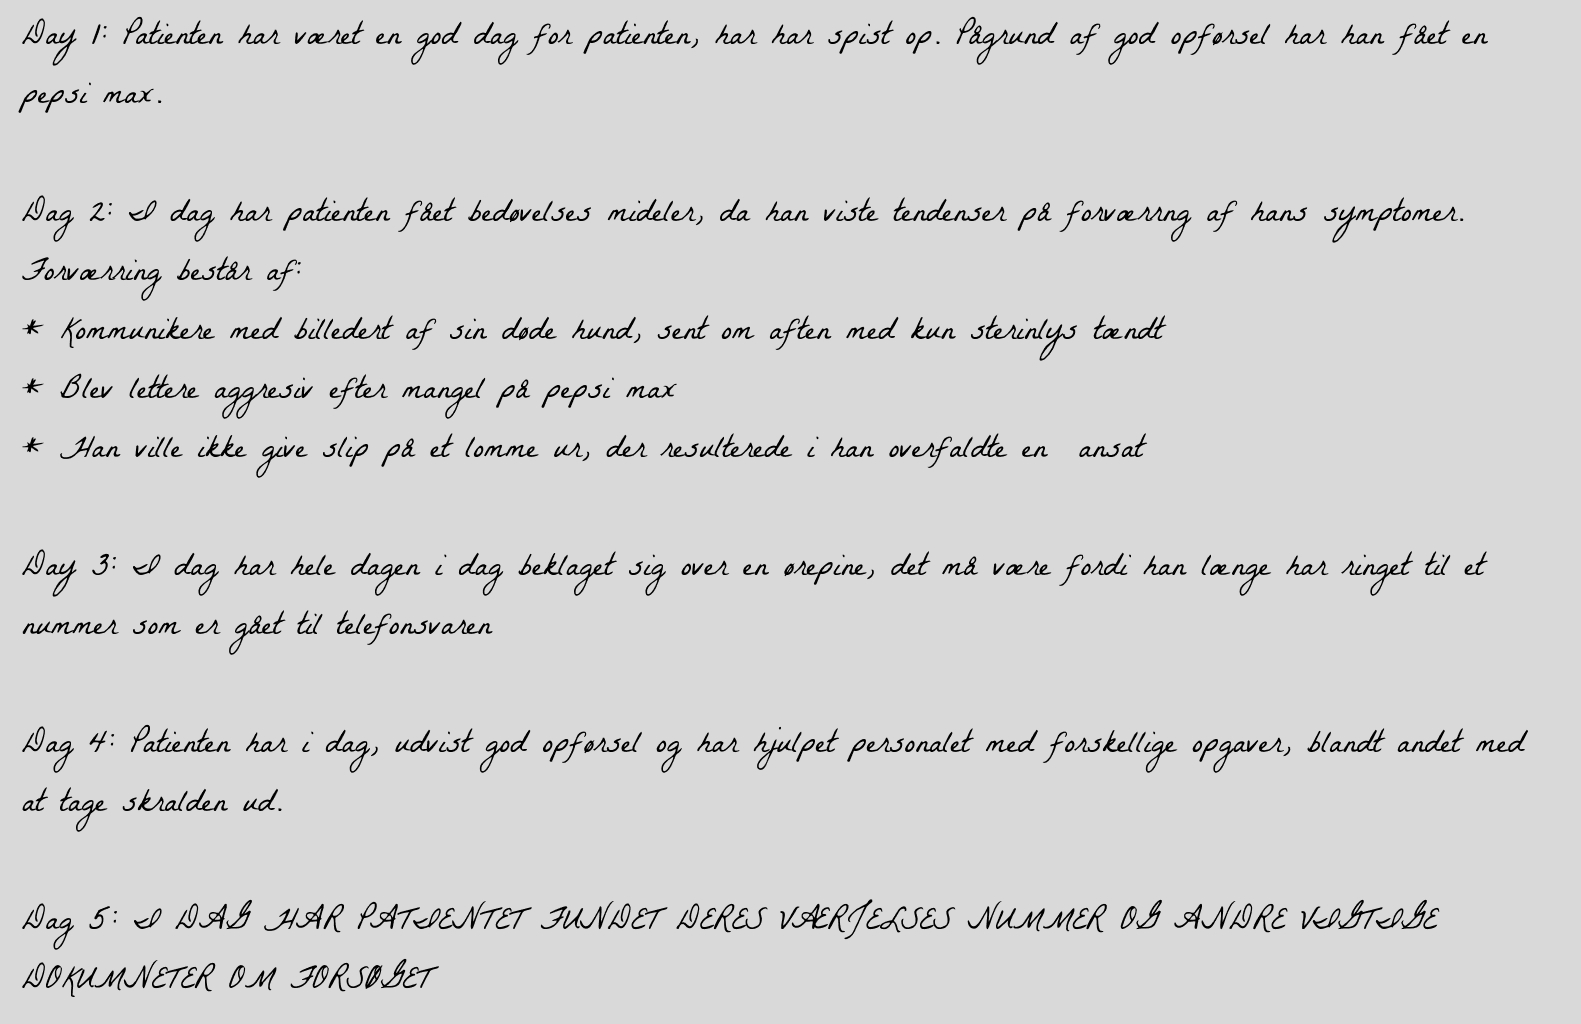 Day 1: Patienten har været en god dag for patienten, har har spist op. Pågrund af god opførsel har han fået en
pepsi max.
Dag 2: I dag har patienten fået bedøvelses mideler, da han viste tendenser på forværrng af hans symptomer.
Forværring består af:
* Kommunikere med billedert af sin døde hund, sent om aften med kun sterinlys tændt
* Blev lettere aggresiv efter mangel på pepsi max
* Han ville ikke give slip på et lomme ur, der resulterede i han overfaldte en ansat
Day 3: I dag har hele dagen i dag beklaget sig over en ørepine, det må være fordi han længe har ringet til et
nummer som er gået til telefonsvaren
Dag 4: Patienten har i dag, udvist god opførsel og har hjulpet personalet med forskellige opgaver, blandt andet med
at tage skralden ud.
Dag 5: I DAG HAR PATIENTET FUNDET DERES VÆRJELSES NUMMER OG ANDRE VIGTIGE
DOKUMNETER OM FORSØGET